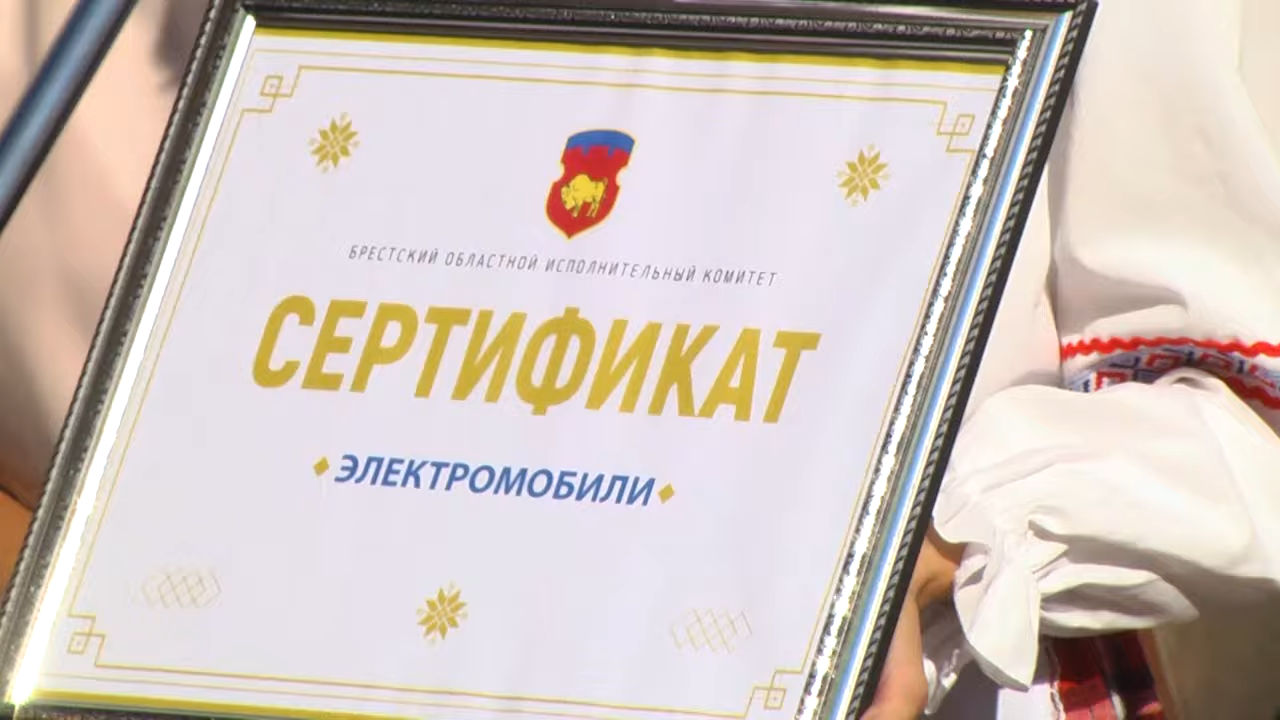 БРЕСТСКИЙ ОБЛАСТНОЙ ИСПОЛНИТЕЛЬНЫЙ КОМИТЕТ
СЕРТИФИКАТ
ЭЛЕКТРОМОБИЛИ